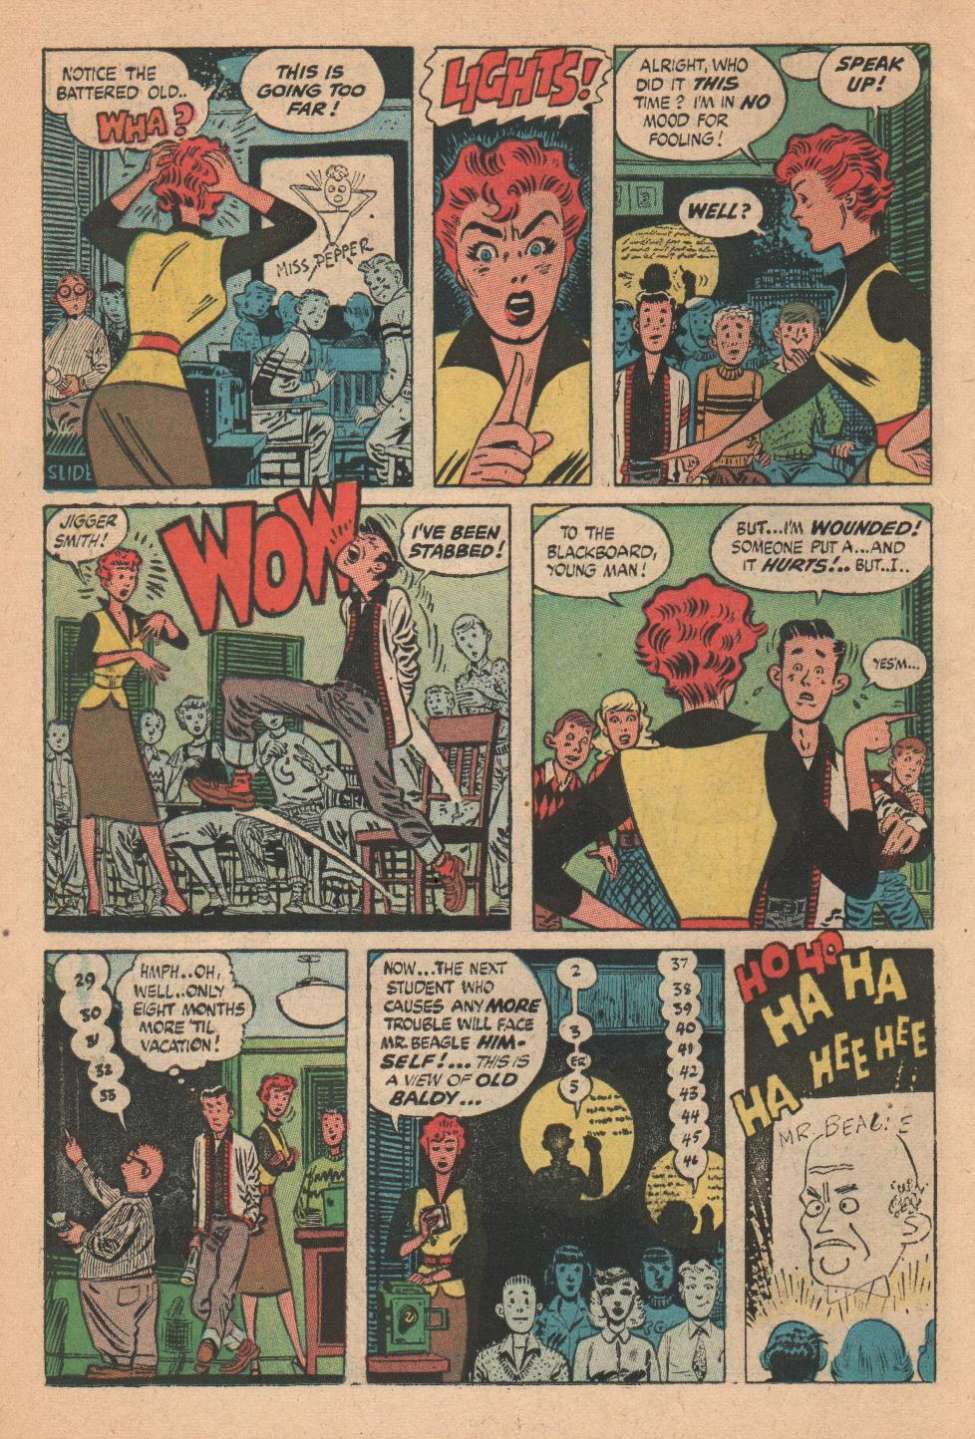 NOTICE THE
BATTERED OLD..
WHA?
THIS IS
GOING TOO
FAR!
MISS PEPPER
SLIDE
LIGHTS!
ALRIGHT, WHO
DID IT THIS
TIME? I'M IN NO
MOOD FOR
FOOLING!
SPEAK
UP!
WELL?
JIGGER
SMITH!
WOW
I'VE BEEN
STABBED!
TO THE
BLACKBOARD,
YOUNG MAN!
BUT...I'M WOUNDED!
SOMEONE PUT A...AND
IT HURTS!.. BUT..I..
YES'M...
29
30
31
32
33
HMPH..OH,
WELL..ONLY
EIGHT MONTHS
MORE 'TIL
VACATION!
NOW...THE NEXT
STUDENT WHO
CAUSES ANY MORE
TROUBLE WILL FACE
MR. BEAGLE HIM-
SELF!... THIS IS
A VIEW OF OLD
BALDY...
2
3
ER
5
37
38
39
40
41
42
43
44
45
46
HO HO
HA HA
HEE HEE
HA
MR. BEAGLE